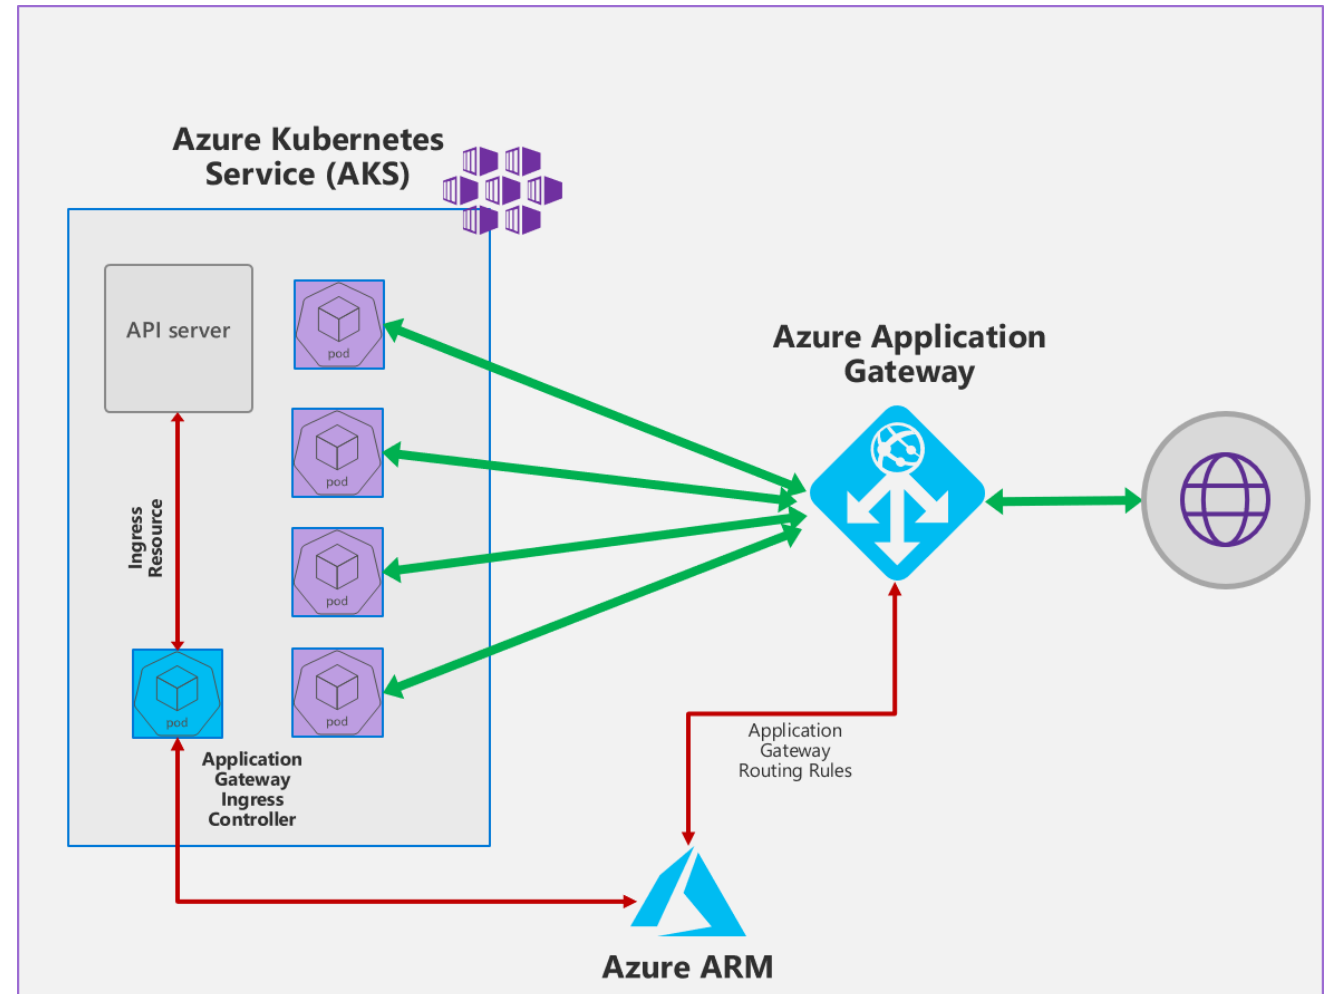 Azure Kubernetes
Service (AKS)
API server
pod
pod
pod
pod
Ingress
Resource
pod
Application
Gateway
Ingress
Controller
Azure Application
Gateway
Application
Gateway
Routing Rules
Azure ARM